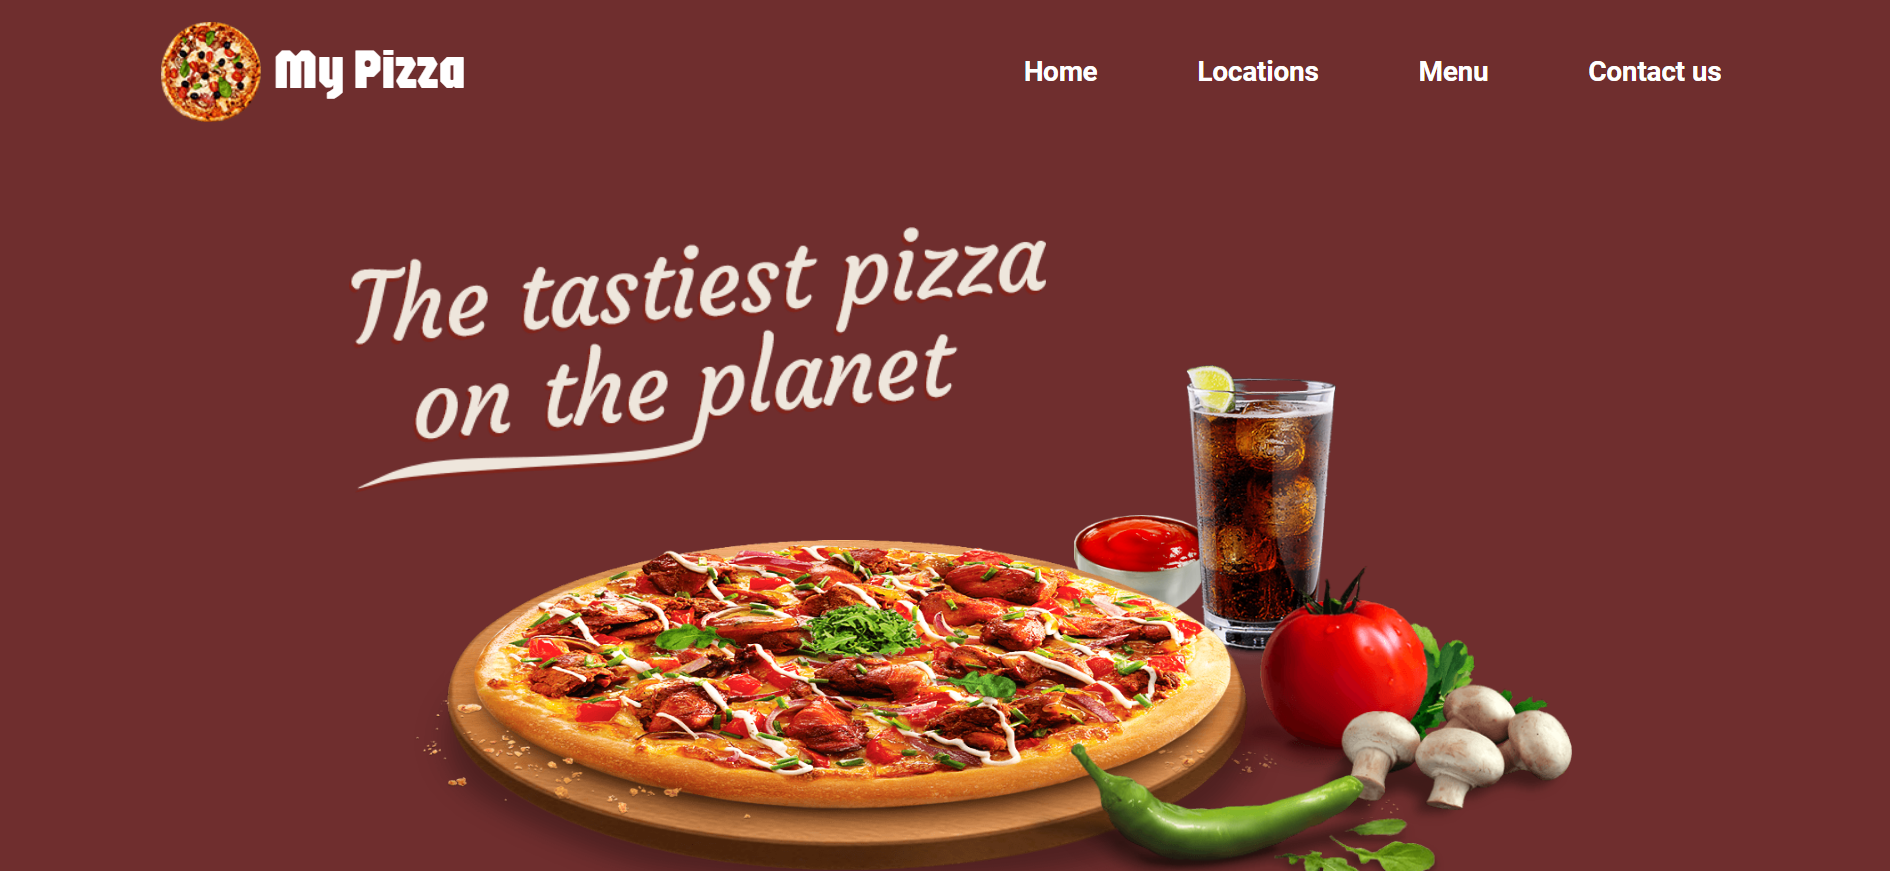 My Pizza
Home
Locations
Menu
Contact us
The tastiest pizza
on the planet